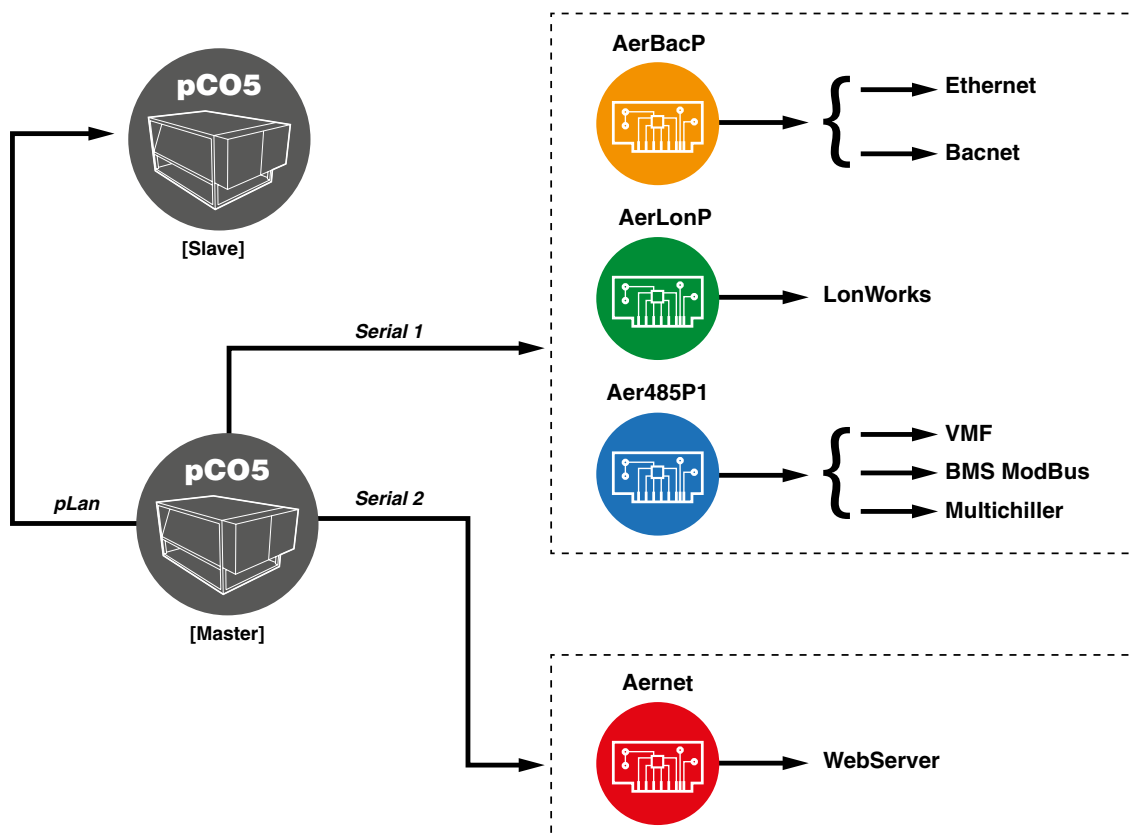 AerBacP
pCO5
Ethernet
Bacnet
[Slave]
AerLonP
LonWorks
Serial 1
Aer485P1
pCO5
VMF
BMS ModBus
Multichiller
pLan
Serial 2
[Master]
Aernet
WebServer